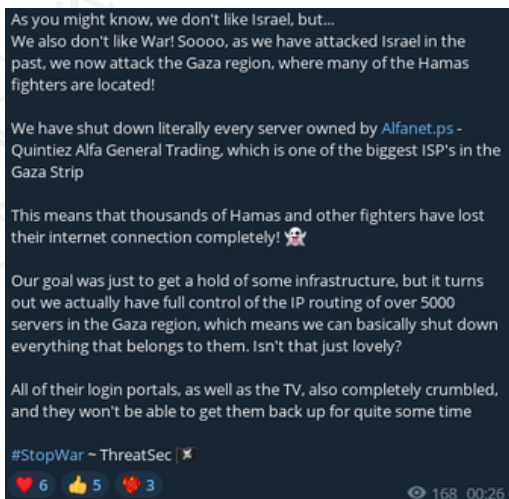 As you might know, we don't like Israel, but...
We also don't like War! Soooo, as we have attacked Israel in the
past, we now attack the Gaza region, where many of the Hamas
fighters are located!
We have shut down literally every server owned by Alfanet.ps -
Quintiez Alfa General Trading, which is one of the biggest ISP's in the
Gaza Strip
This means that thousands of Hamas and other fighters have lost
their internet connection completely! 👻
Our goal was just to get a hold of some infrastructure, but it turns
out we actually have full control of the IP routing of over 5000
servers in the Gaza region, which means we can basically shut down
everything that belongs to them. Isn't that just lovely?
All of their login portals, as well as the TV, also completely crumbled,
and they won't be able to get them back up for quite some time
#StopWar ~ ThreatSec 🏴‍☠️
❤️ 6 👍 5 ❤️‍🔥 3 168 00:26